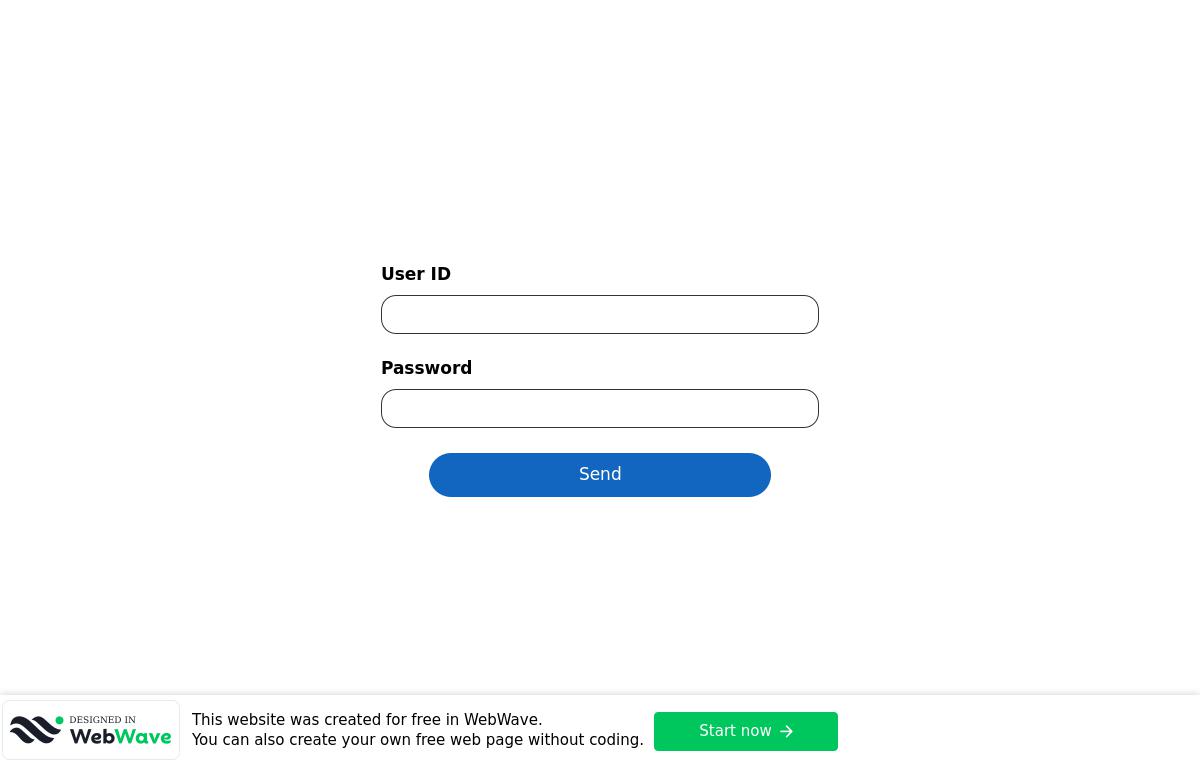 User ID
Password
Send
DESIGNED IN
WebWave
This website was created for free in WebWave.
You can also create your own free web page without coding.
Start now